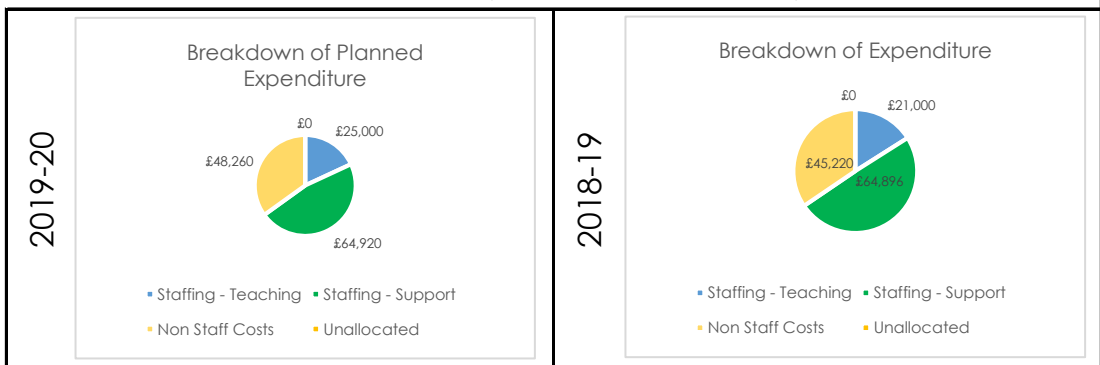 2019-20
Breakdown of Planned
Expenditure
£0
£25,000
£48,260
£64,920
Staffing - Teaching
Staffing - Support
Non Staff Costs
Unallocated
2018-19
Breakdown of Expenditure
£0
£21,000
£45,220
£64,896
Staffing - Teaching
Staffing - Support
Non Staff Costs
Unallocated